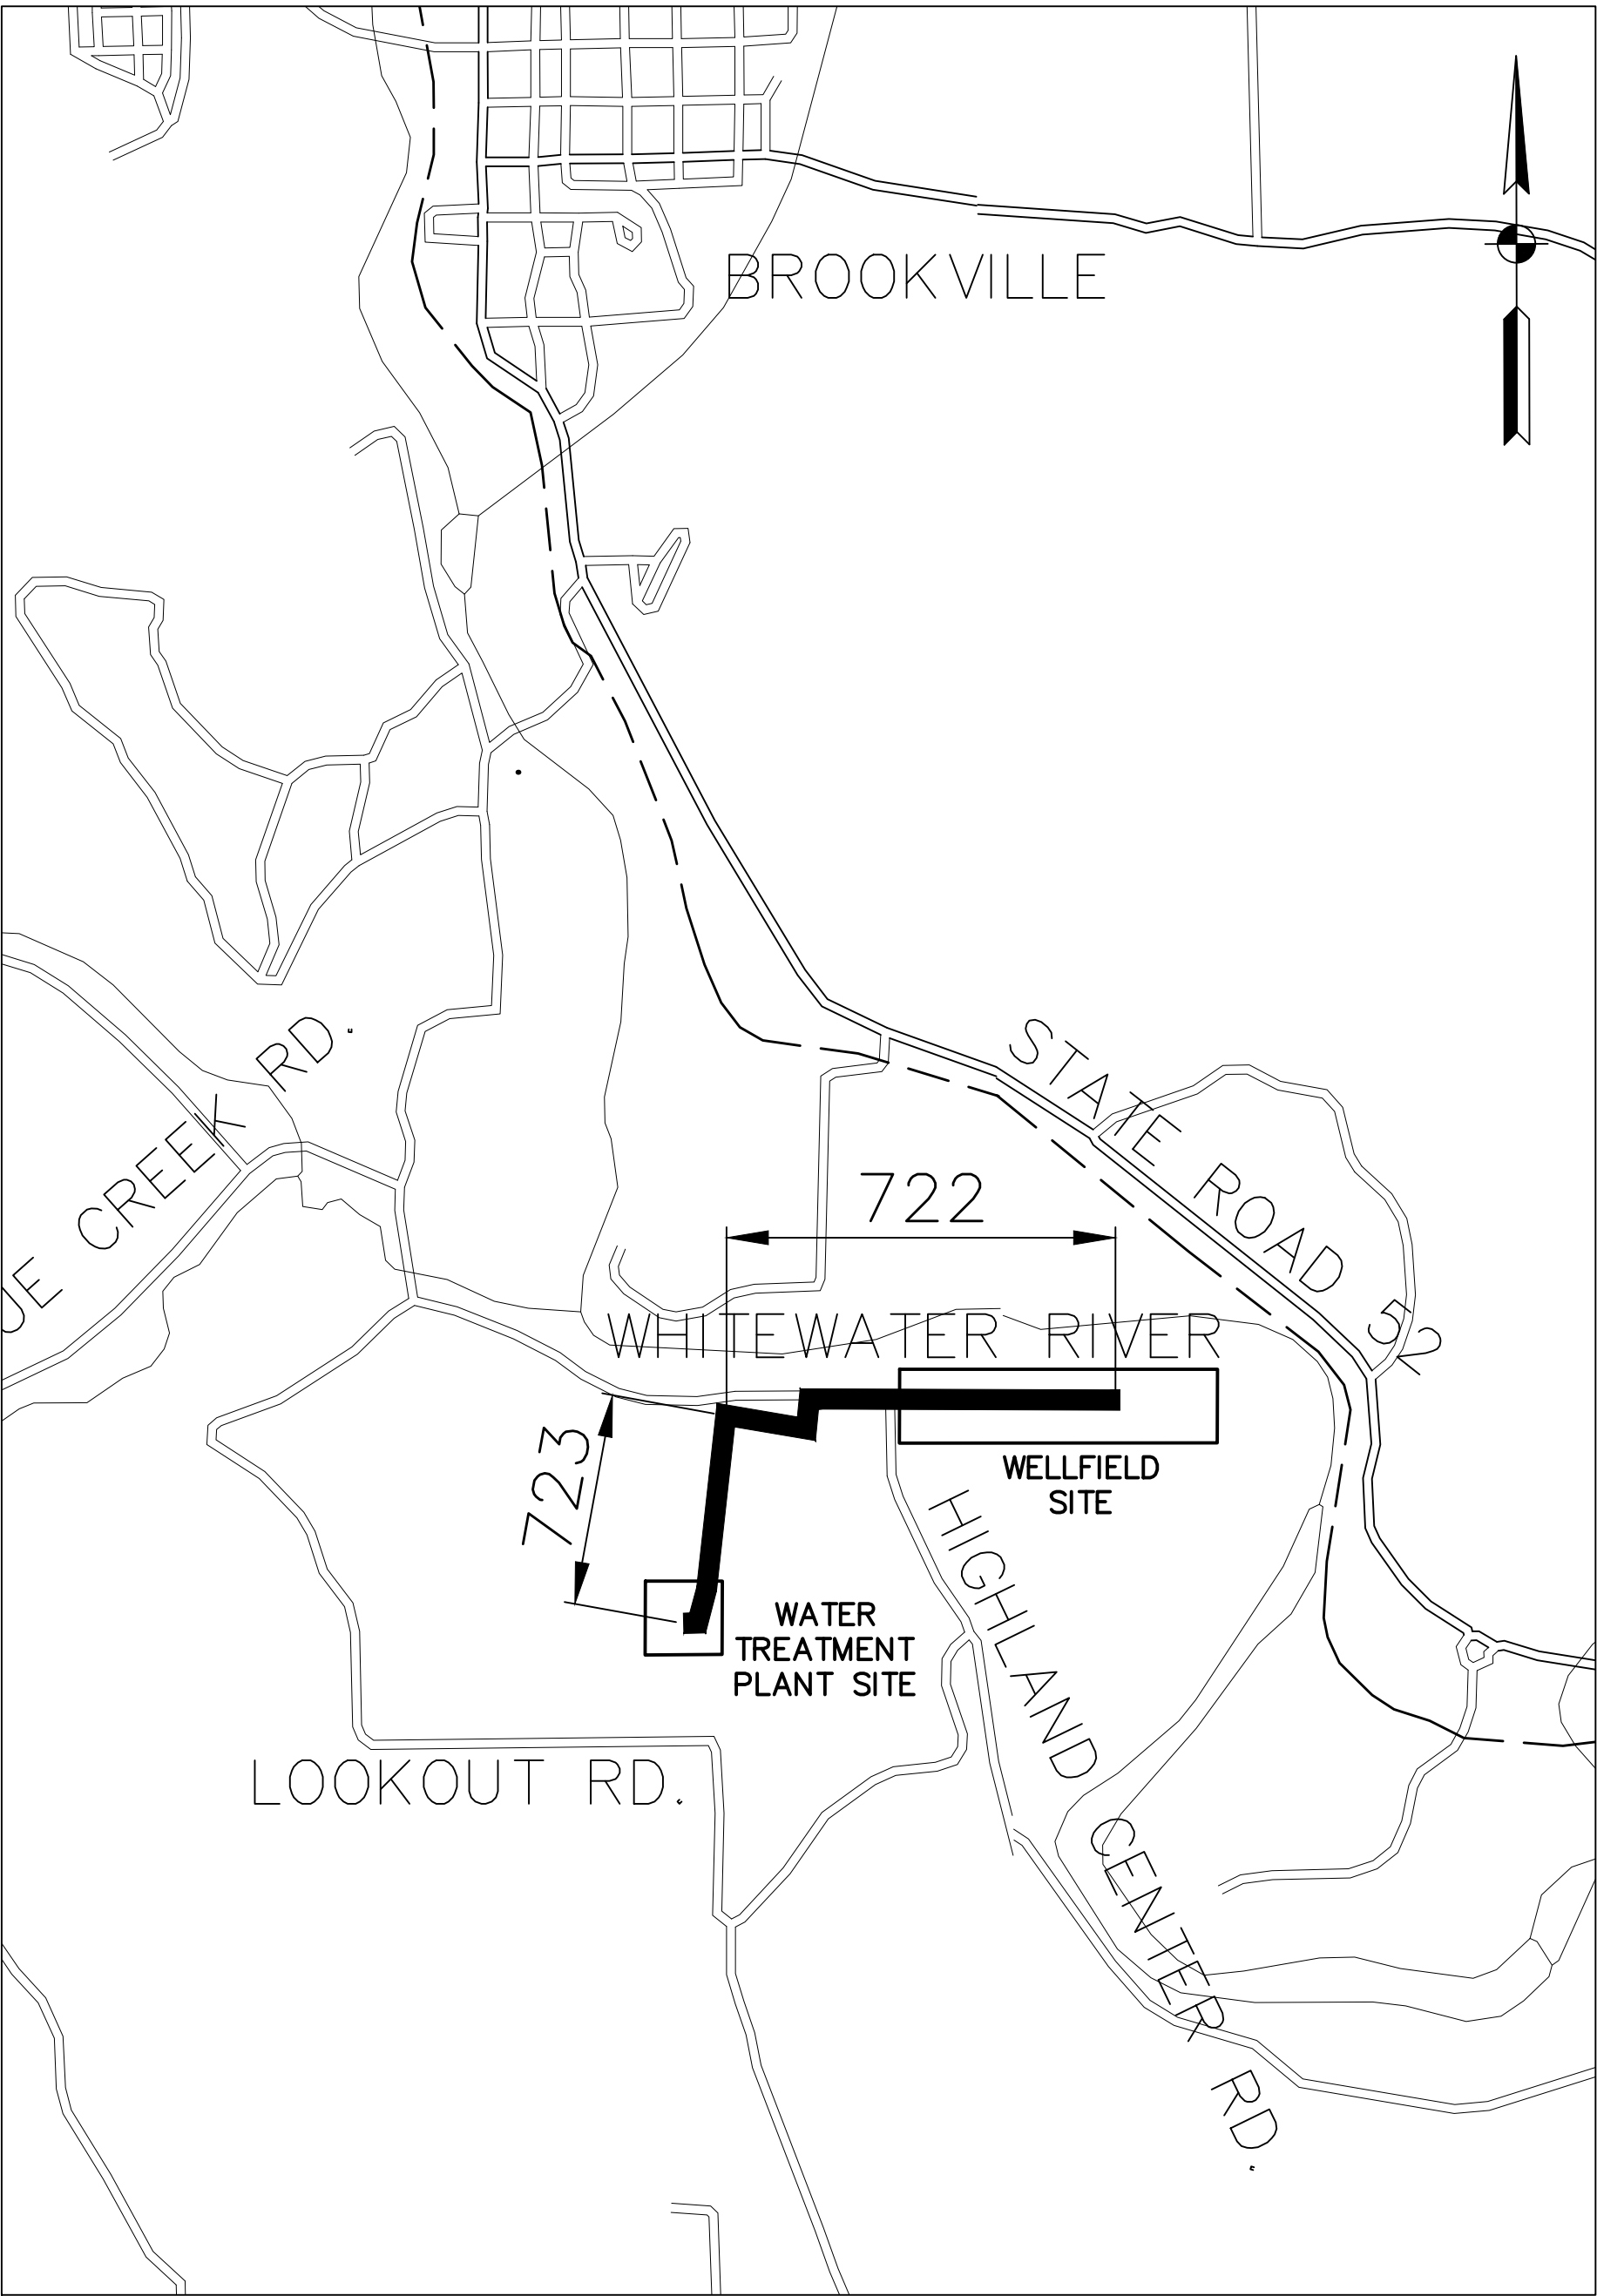 BROOKVILLE
UE CREEK RD.
STATE ROAD 52
722
WHITEWATER RIVER
723
WELLFIELD
SITE
HIGHLAND CENTER RD.
WATER
TREATMENT
PLANT SITE
LOOKOUT RD.